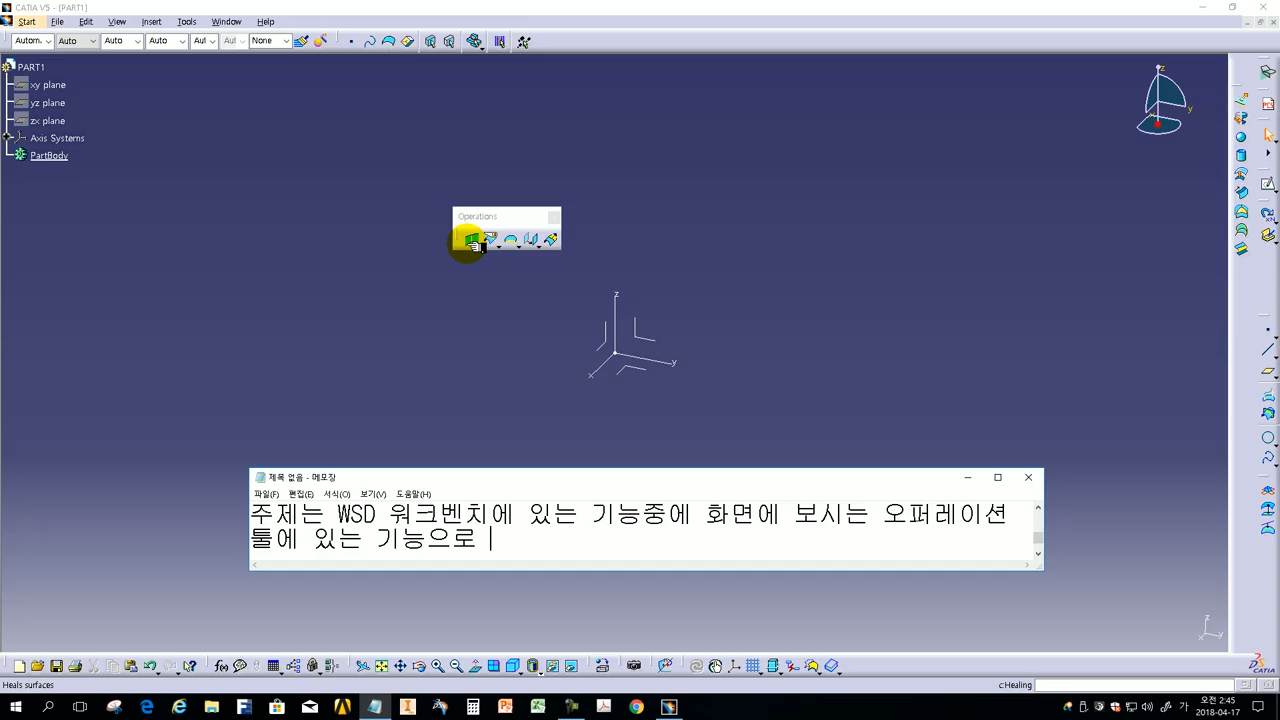 CATIA V5 - [PART1]
Start File Edit View Insert Tools Window Help
Autom. Auto Auto Auto Aut Aut None
PART1
xy plane
yz plane
zx plane
Axis Systems
PartBody
z
y
Operations
z
y
x
제목 없음 - 메모장
파일(F) 편집(E) 서식(O) 보기(V) 도움말(H)
주제는 WSD 워크벤치에 있는 기능중에 화면에 보시는 오퍼레이션
툴에 있는 기능으로
z
x y
Heals surfaces
c:Healing
CATIA
오전 2:45
2018-04-17